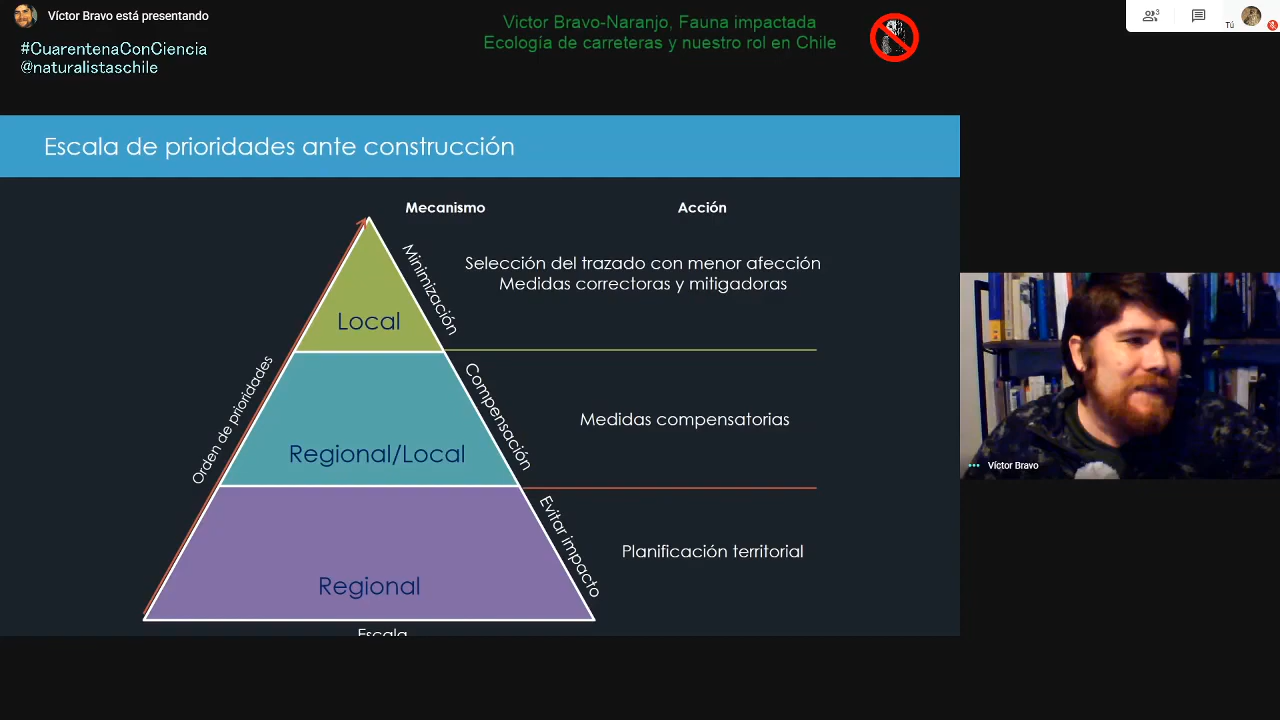 Víctor Bravo está presentando
#CuarentenaConCiencia
@naturalistaschile
Victor Bravo-Naranjo, Fauna impactada
Ecología de carreteras y nuestro rol en Chile
3
Tú
Escala de prioridades ante construcción
Mecanismo
Acción
Minimización
Selección del trazado con menor afección
Medidas correctoras y mitigadoras
Local
Orden de prioridades
Compensación
Medidas compensatorias
Regional/Local
Evitar impacto
Planificación territorial
Regional
Escala
Víctor Bravo